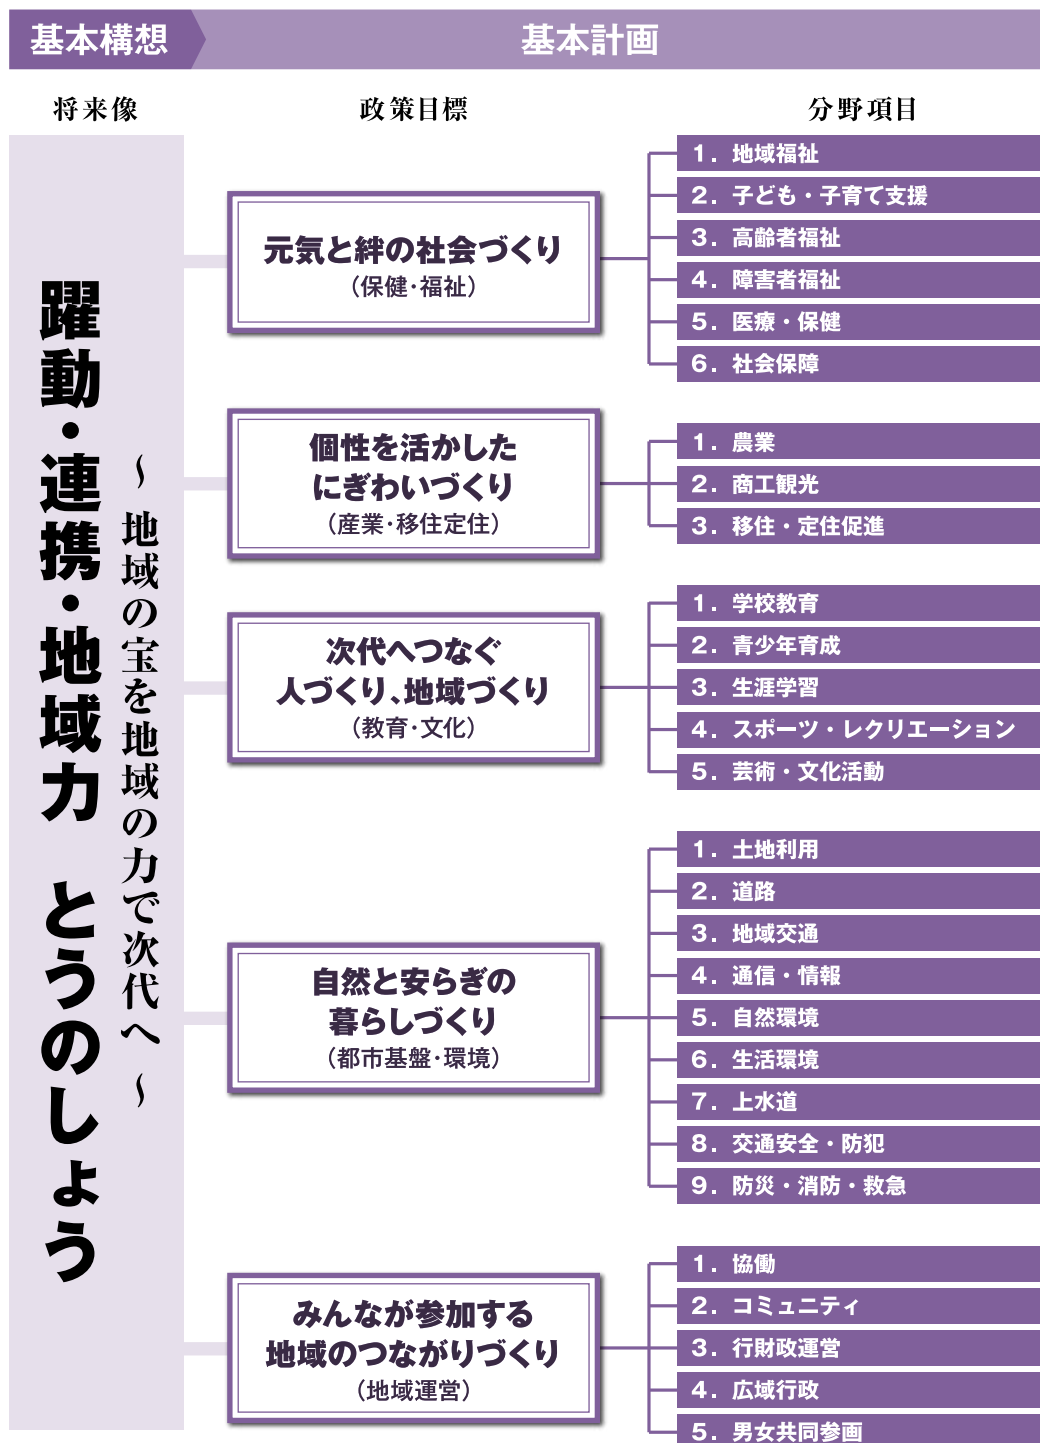 基本構想
基本計画
将来像
政策目標
分野項目
躍動・連携・地域力　とうのしょう
～地域の宝を地域の力で次代へ～
元気と絆の社会づくり
（保健・福祉）
1．地域福祉
2．子ども・子育て支援
3．高齢者福祉
4．障害者福祉
5．医療・保健
6．社会保障
個性を活かした
にぎわいづくり
（産業・移住定住）
1．農業
2．商工観光
3．移住・定住促進
次代へつなぐ
人づくり、地域づくり
（教育・文化）
1．学校教育
2．青少年育成
3．生涯学習
4．スポーツ・レクリエーション
5．芸術・文化活動
自然と安らぎの
暮らしづくり
（都市基盤・環境）
1．土地利用
2．道路
3．地域交通
4．通信・情報
5．自然環境
6．生活環境
7．上水道
8．交通安全・防犯
9．防災・消防・救急
みんなが参加する
地域のつながりづくり
（地域運営）
1．協働
2．コミュニティ
3．行財政運営
4．広域行政
5．男女共同参画